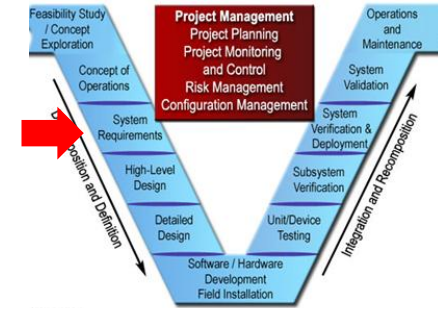 Feasibility Study
/ Concept
Exploration
Concept of
Operations
System
Requirements
High-Level
Design
Detailed
Design
Software / Hardware
Development
Field Installation
Project Management
Project Planning
Project Monitoring
and Control
Risk Management
Configuration Management
Operations
and
Maintenance
System
Validation
System
Verification &
Deployment
Subsystem
Verification
Unit/Device
Testing
position and Definition
Integration and Recomposition